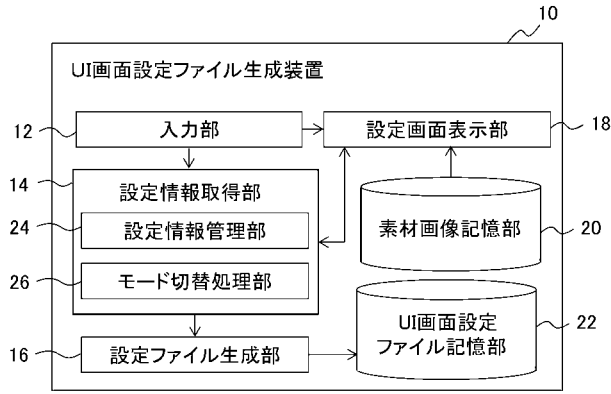 10
UI画面設定ファイル生成装置
12
入力部
設定画面表示部
18
14
設定情報取得部
24
設定情報管理部
素材画像記憶部
20
26
モード切替処理部
UI画面設定
ファイル記憶部
22
16
設定ファイル生成部